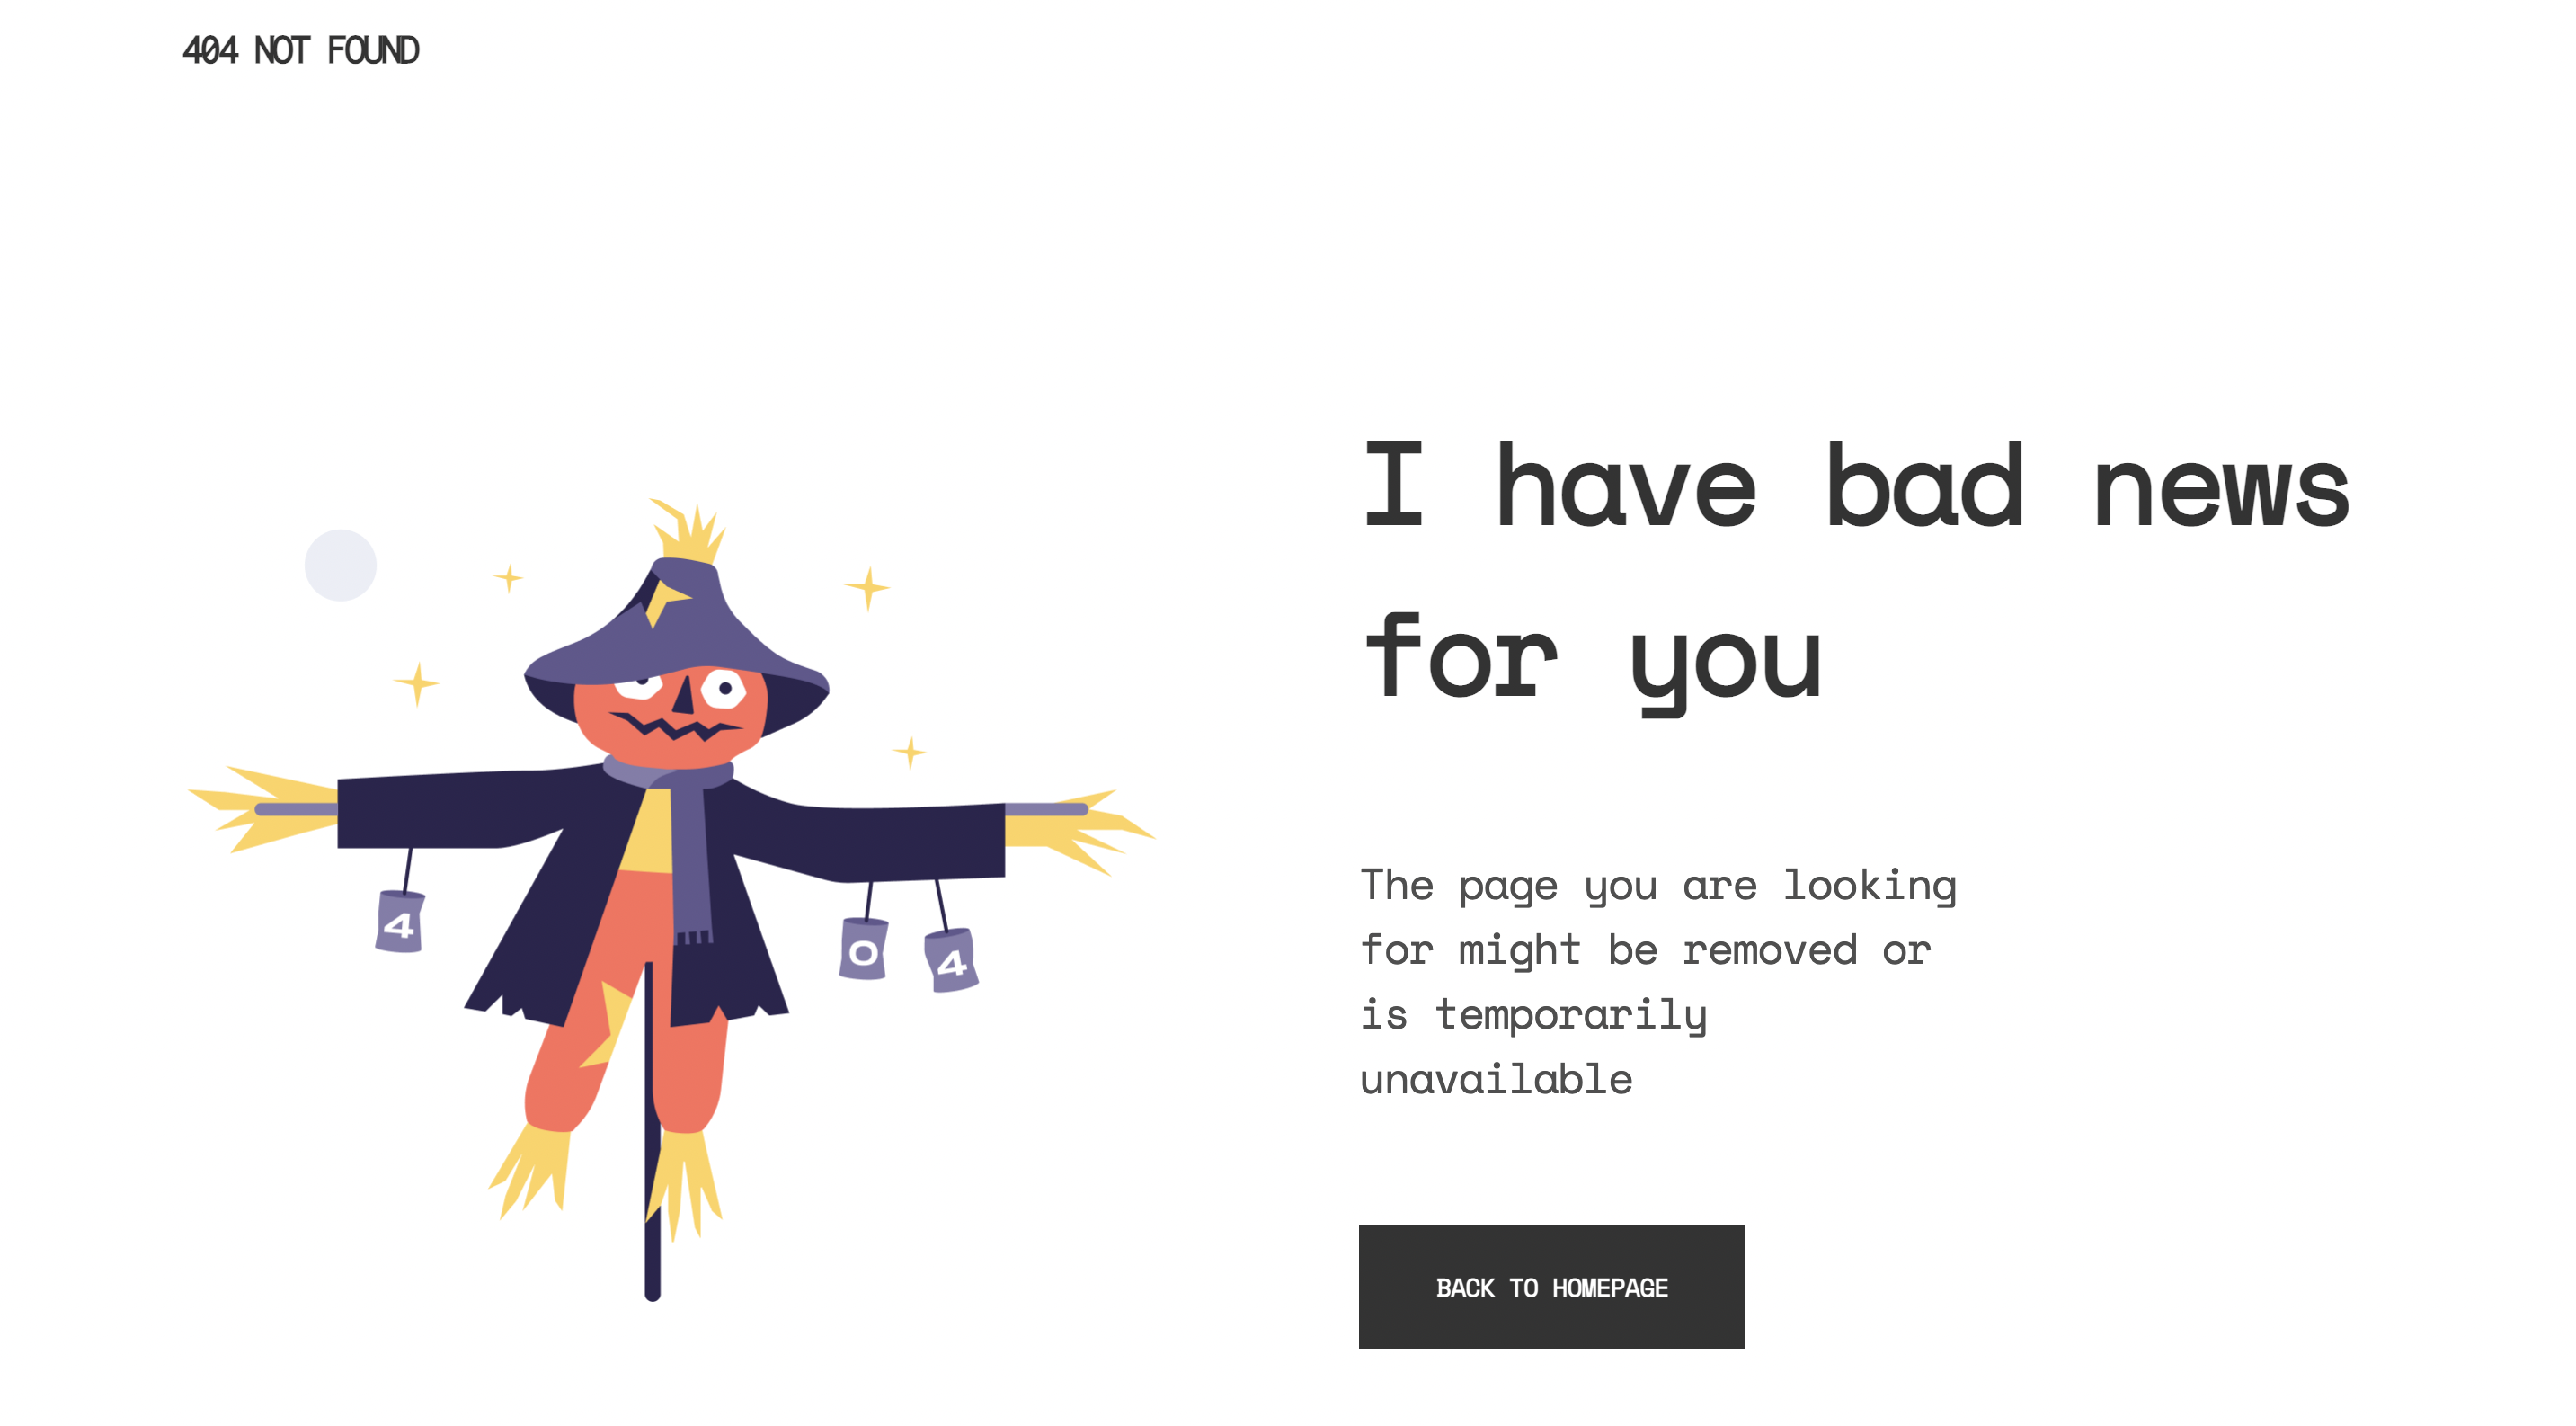 404 NOT FOUND
I have bad news
for you
4
0
4
The page you are looking
for might be removed or
is temporarily
unavailable
BACK TO HOMEPAGE